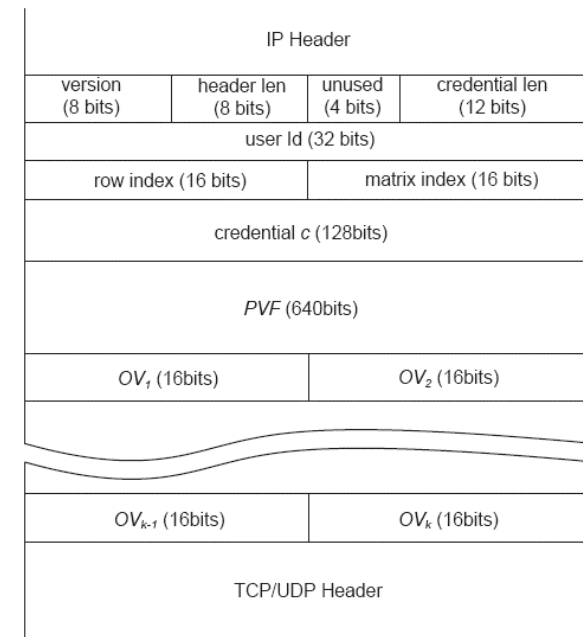 IP Header
version header len unused credential len
(8 bits) (8 bits) (4 bits) (12 bits)
user Id (32 bits)
row index (16 bits) matrix index (16 bits)
credential c (128bits)
PVF (640bits)
OV₁ (16bits) OV₂ (16bits)
OVₖ₋₁ (16bits) OVₖ (16bits)
TCP/UDP Header